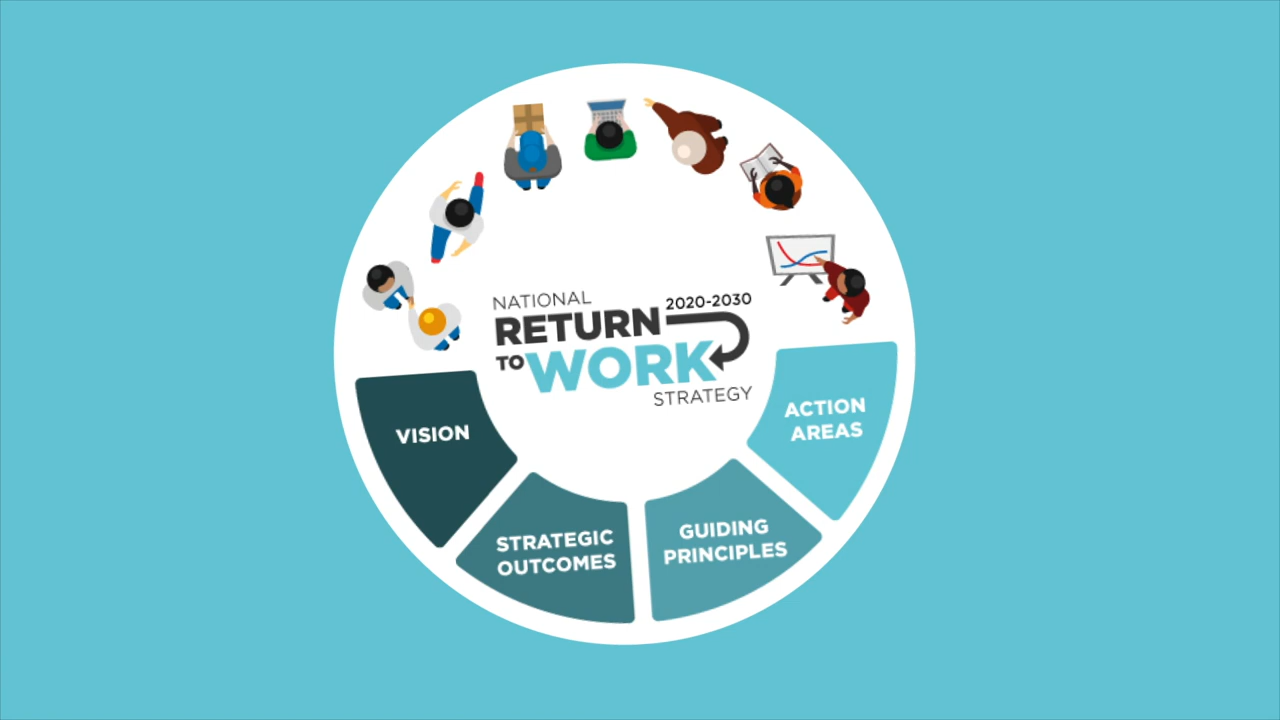 NATIONAL
2020-2030
RETURN
TO WORK
STRATEGY
VISION
STRATEGIC
OUTCOMES
GUIDING
PRINCIPLES
ACTION
AREAS